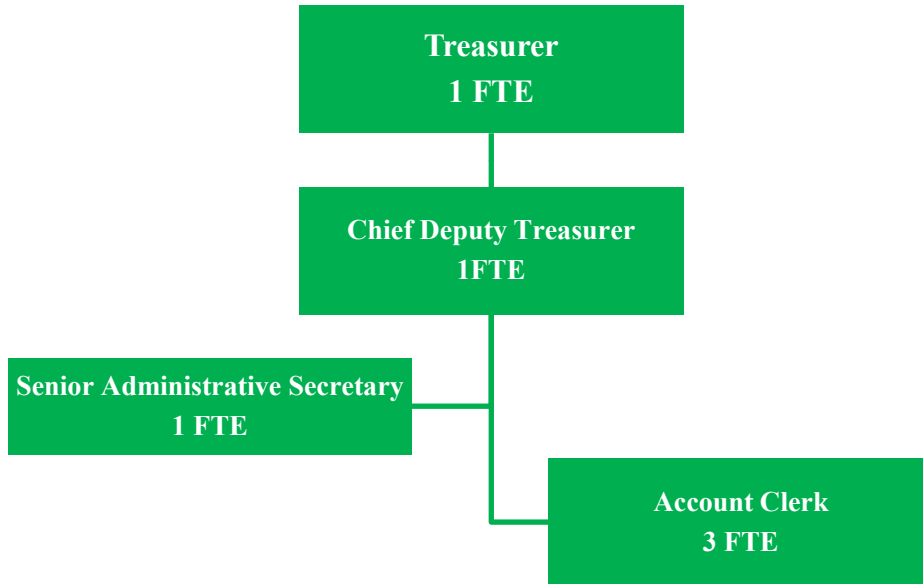 Treasurer
1 FTE
Chief Deputy Treasurer
1FTE
Senior Administrative Secretary
1 FTE
Account Clerk
3 FTE